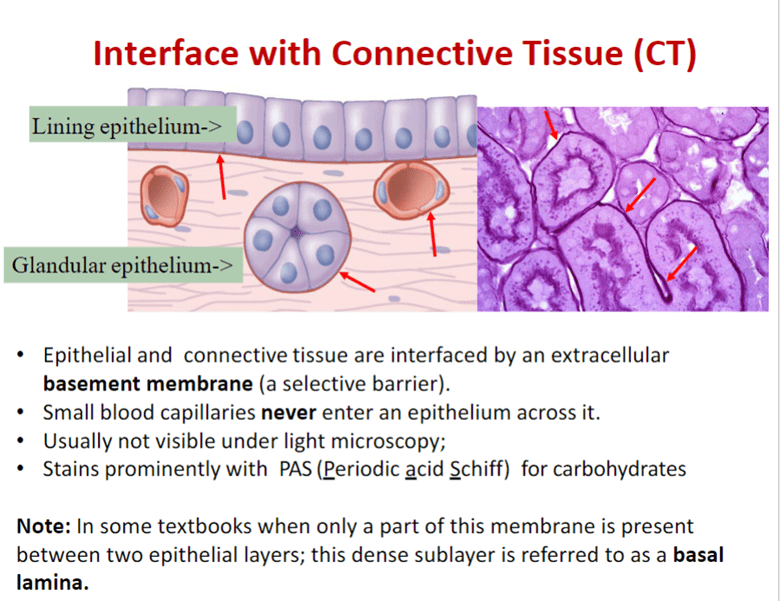 Interface with Connective Tissue (CT)
Lining epithelium->
Glandular epithelium->
• Epithelial and connective tissue are interfaced by an extracellular
basement membrane (a selective barrier).
• Small blood capillaries never enter an epithelium across it.
• Usually not visible under light microscopy;
• Stains prominently with PAS (Periodic acid Schiff) for carbohydrates
Note: In some textbooks when only a part of this membrane is present
between two epithelial layers; this dense sublayer is referred to as a basal
lamina.